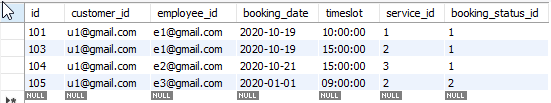 id customer_id employee_id booking_date timeslot service_id booking_status_id
101 u1@gmail.com e1@gmail.com 2020-10-19 10:00:00 1 1
103 u1@gmail.com e1@gmail.com 2020-10-19 15:00:00 2 1
104 u1@gmail.com e2@gmail.com 2020-10-21 15:00:00 3 1
105 u1@gmail.com e3@gmail.com 2020-01-01 09:00:00 2 2
NULL NULL NULL NULL NULL NULL NULL